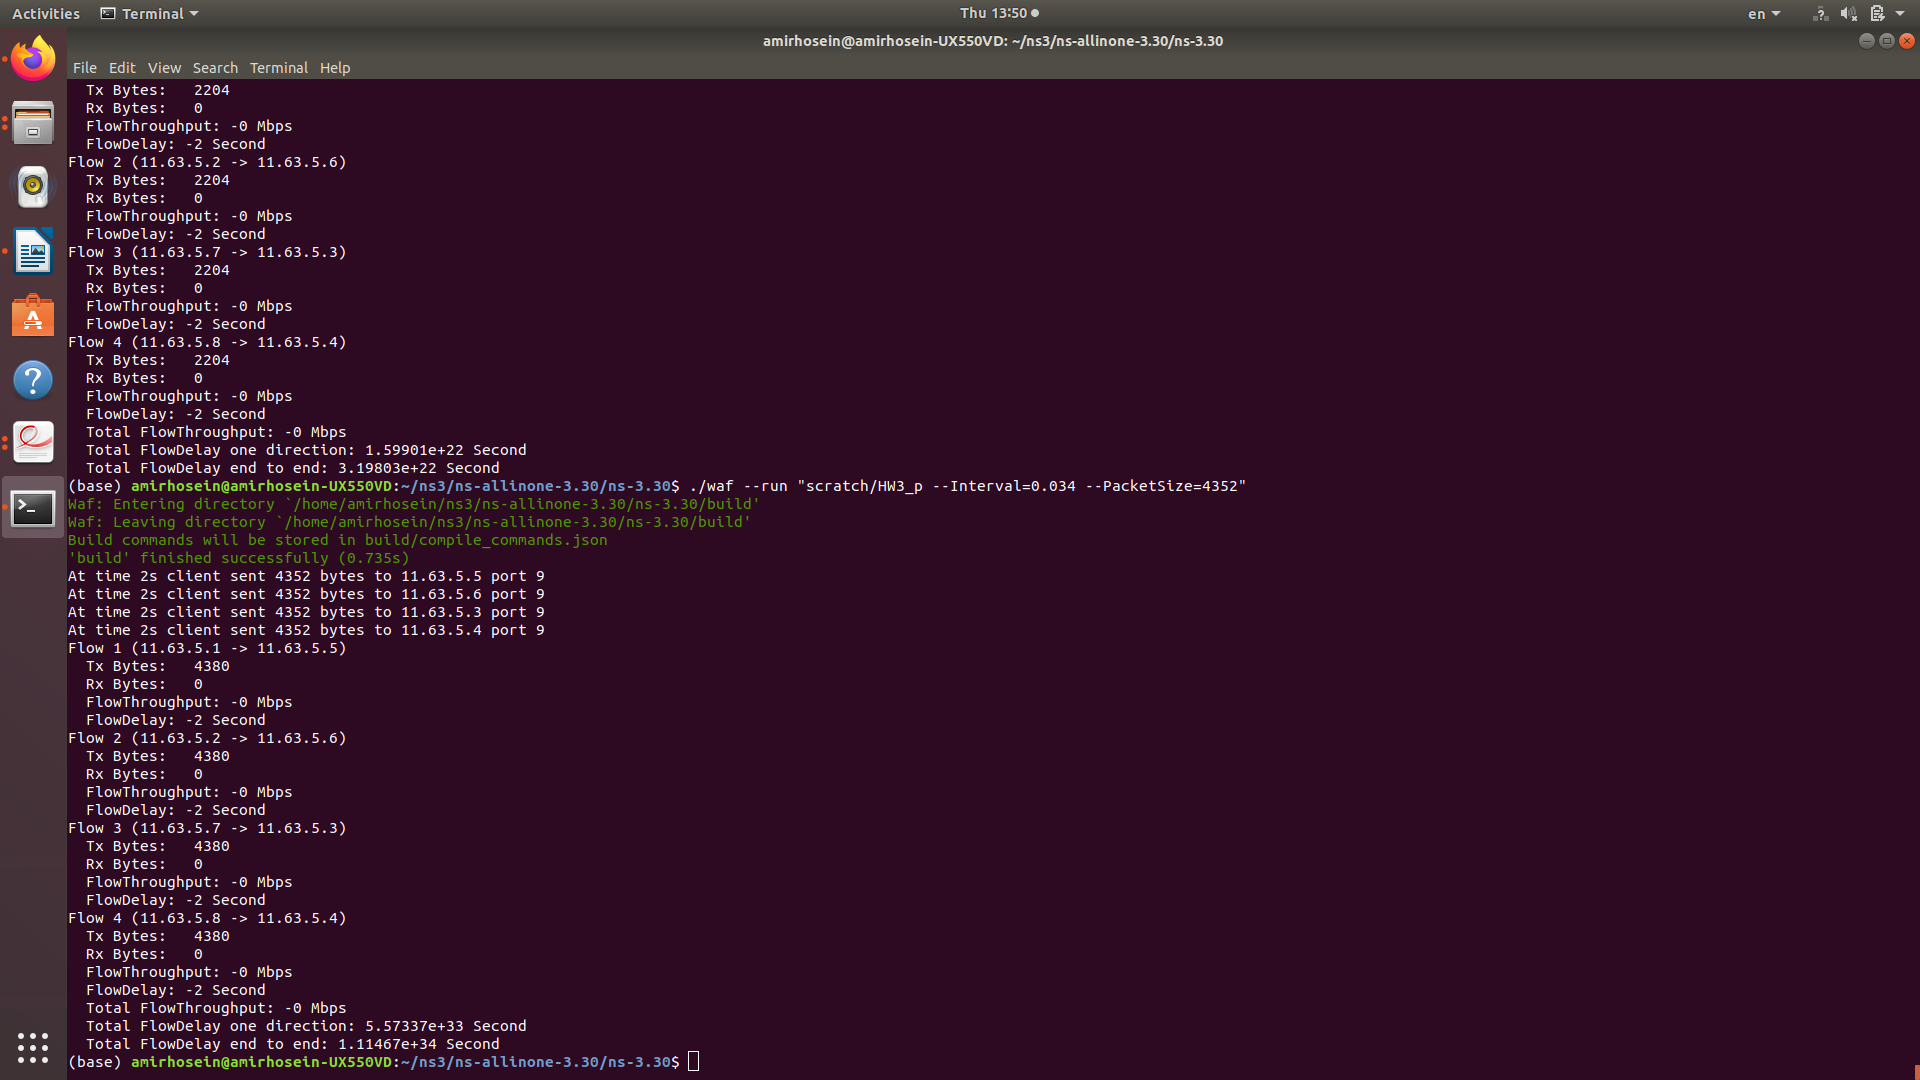 Activities Terminal Thu 13:50 en
amirhosein@amirhosein-UX550VD: ~/ns3/ns-allinone-3.30/ns-3.30
File Edit View Search Terminal Help
Tx Bytes: 2204
Rx Bytes: 0
FlowThroughput: -0 Mbps
FlowDelay: -2 Second
Flow 2 (11.63.5.2 -> 11.63.5.6)
Tx Bytes: 2204
Rx Bytes: 0
FlowThroughput: -0 Mbps
FlowDelay: -2 Second
Flow 3 (11.63.5.7 -> 11.63.5.3)
Tx Bytes: 2204
Rx Bytes: 0
FlowThroughput: -0 Mbps
FlowDelay: -2 Second
Flow 4 (11.63.5.8 -> 11.63.5.4)
Tx Bytes: 2204
Rx Bytes: 0
FlowThroughput: -0 Mbps
FlowDelay: -2 Second
Total FlowThroughput: -0 Mbps
Total FlowDelay one direction: 1.59901e+22 Second
Total FlowDelay end to end: 3.19803e+22 Second
(base) amirhosein@amirhosein-UX550VD:~/ns3/ns-allinone-3.30/ns-3.30$ ./waf --run "scratch/HW3_p --Interval=0.034 --PacketSize=4352"
Waf: Entering directory `/home/amirhosein/ns3/ns-allinone-3.30/ns-3.30/build'
Waf: Leaving directory `/home/amirhosein/ns3/ns-allinone-3.30/ns-3.30/build'
Build commands will be stored in build/compile_commands.json
'build' finished successfully (0.735s)
At time 2s client sent 4352 bytes to 11.63.5.5 port 9
At time 2s client sent 4352 bytes to 11.63.5.6 port 9
At time 2s client sent 4352 bytes to 11.63.5.3 port 9
At time 2s client sent 4352 bytes to 11.63.5.4 port 9
Flow 1 (11.63.5.1 -> 11.63.5.5)
Tx Bytes: 4380
Rx Bytes: 0
FlowThroughput: -0 Mbps
FlowDelay: -2 Second
Flow 2 (11.63.5.2 -> 11.63.5.6)
Tx Bytes: 4380
Rx Bytes: 0
FlowThroughput: -0 Mbps
FlowDelay: -2 Second
Flow 3 (11.63.5.7 -> 11.63.5.3)
Tx Bytes: 4380
Rx Bytes: 0
FlowThroughput: -0 Mbps
FlowDelay: -2 Second
Flow 4 (11.63.5.8 -> 11.63.5.4)
Tx Bytes: 4380
Rx Bytes: 0
FlowThroughput: -0 Mbps
FlowDelay: -2 Second
Total FlowThroughput: -0 Mbps
Total FlowDelay one direction: 5.57337e+33 Second
Total FlowDelay end to end: 1.11467e+34 Second
(base) amirhosein@amirhosein-UX550VD:~/ns3/ns-allinone-3.30/ns-3.30$